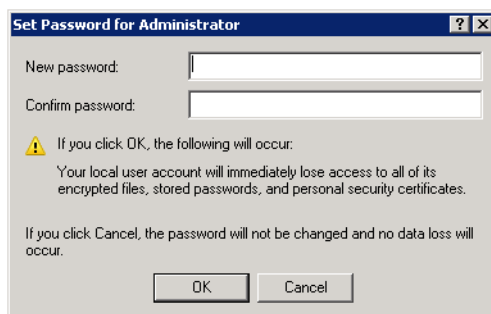 Set Password for Administrator
New password:
Confirm password:
If you click OK, the following will occur:
Your local user account will immediately lose access to all of its
encrypted files, stored passwords, and personal security certificates.
If you click Cancel, the password will not be changed and no data loss will
occur.
OK Cancel